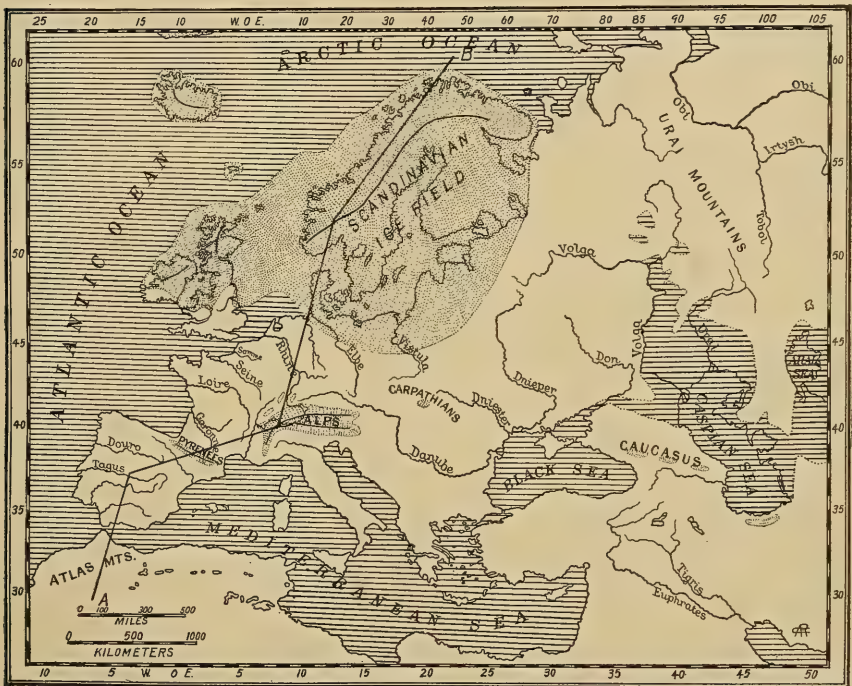 25 20 15 10 5 W. O E. 10 20 30 40 50 60 70 80 85 90 95 100 105
ARCTIC OCEAN
B
60
60
Obi
Obi
URAL MOUNTAINS
Irtysh
55
55
ATLANTIC OCEAN
SCANDINAVIAN
ICE FIELD
Tobol
50
50
Volga
Volga
Ural
45
45
Somme
Seine
Rhine
Elbe
Vistula
Don
ARAL
SEA
Loire
Dnieper
CARPATHIANS
Dniester
40
40
Garonne
ALPS
CASPIAN SEA
Douro
PYRENEES
Danube
CAUCASUS
Tagus
BLACK SEA
35
35
MEDITERRANEAN SEA
ATLAS MTS.
Tigris
Euphrates
30
30
A
0 100 300 500
MILES
0 500 1000
KILOMETERS
10 5 W. O E. 5 10 15 20 25 30 35 40 45 50